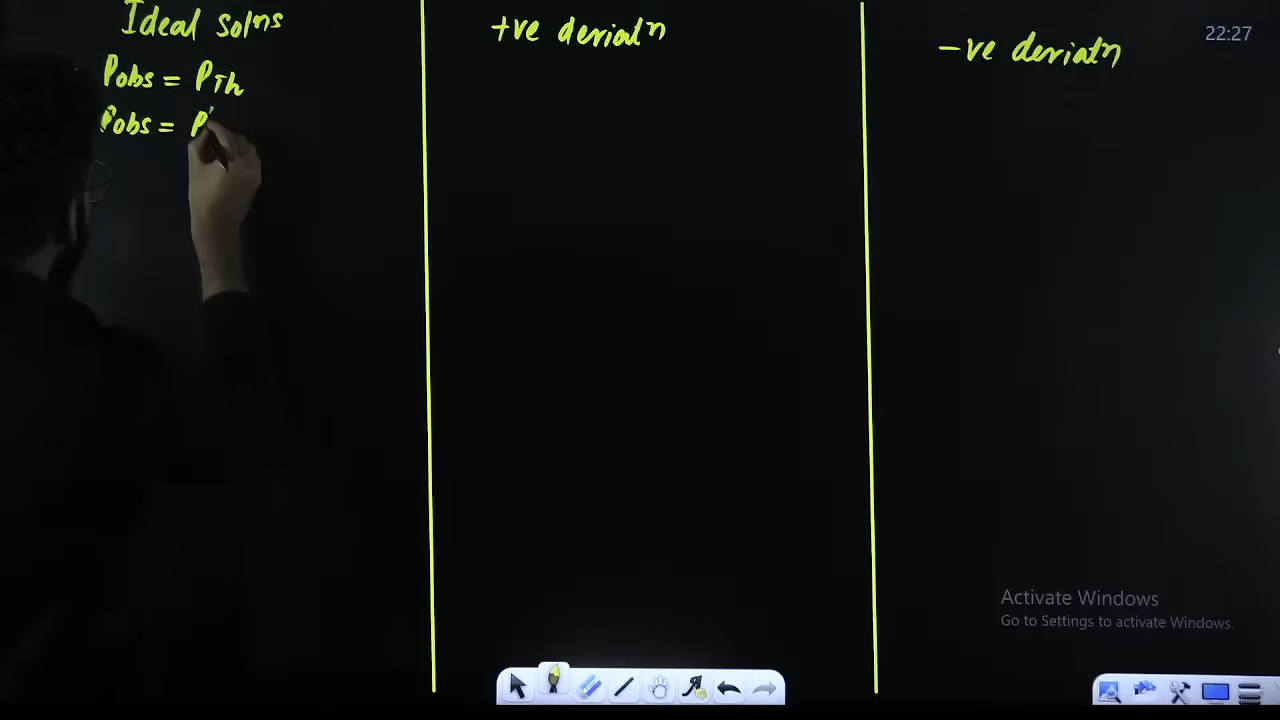 Ideal solns
Pobs = PTh
Pobs = P
+ve deviatn
-ve deviatn
22:27
Activate Windows
Go to Settings to activate Windows.